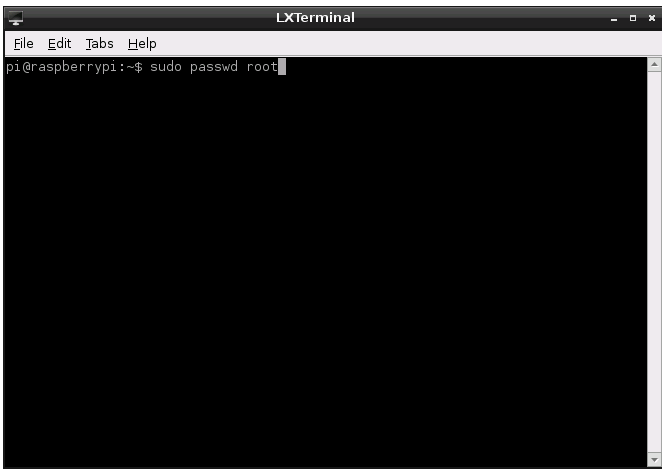 LXTerminal
File Edit Tabs Help
pi@raspberrypi:~$ sudo passwd root